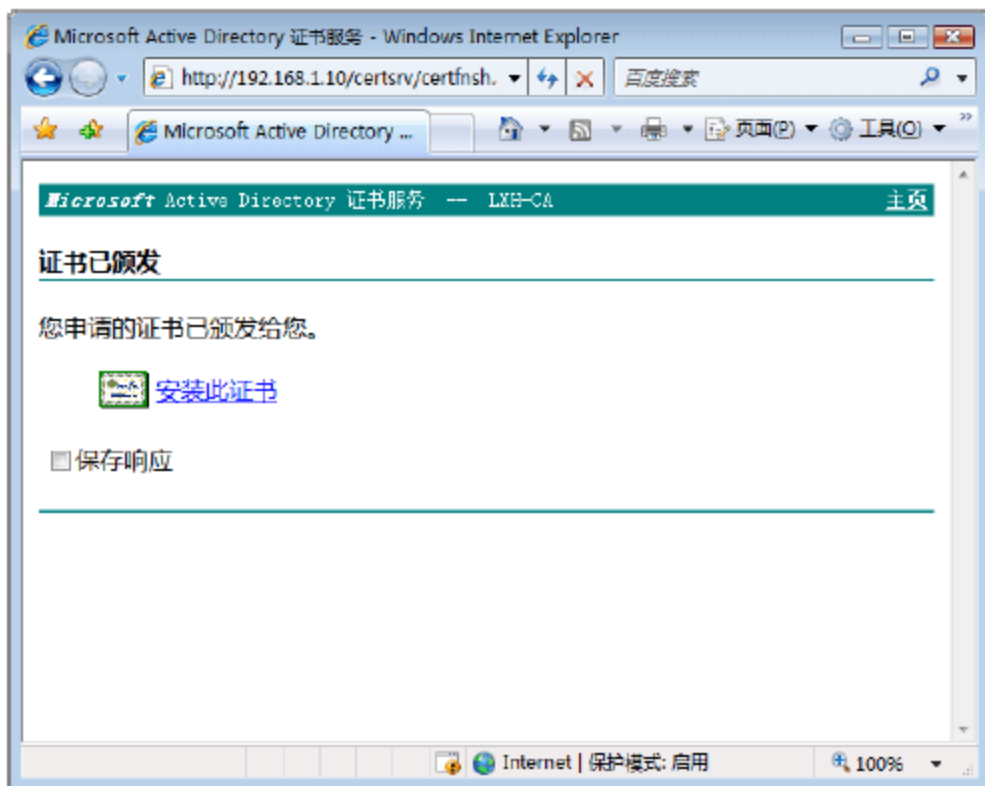 Microsoft Active Directory 证书服务 - Windows Internet Explorer
http://192.168.1.10/certsrv/certfnsh. 百度搜索
Microsoft Active Directory ... 页面(P) 工具(O) »
Microsoft Active Directory 证书服务 -- LXH-CA 主页
证书已颁发
您申请的证书已颁发给您。
安装此证书
保存响应
Internet | 保护模式: 启用 100%